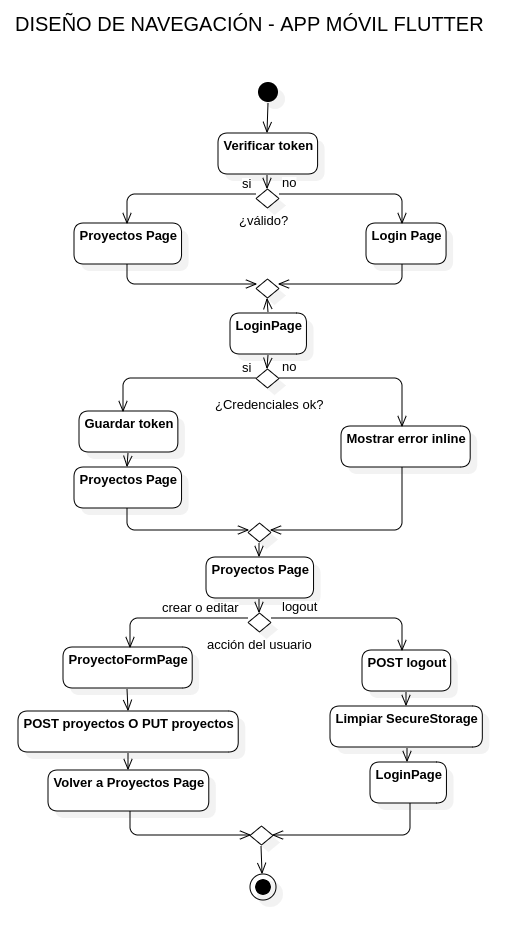 DISEÑO DE NAVEGACIÓN - APP MÓVIL FLUTTER
Verificar token
si
no
¿válido?
Proyectos Page
Login Page
LoginPage
si
no
¿Credenciales ok?
Guardar token
Mostrar error inline
Proyectos Page
Proyectos Page
crear o editar
logout
acción del usuario
ProyectoFormPage
POST logout
POST proyectos O PUT proyectos
Limpiar SecureStorage
Volver a Proyectos Page
LoginPage